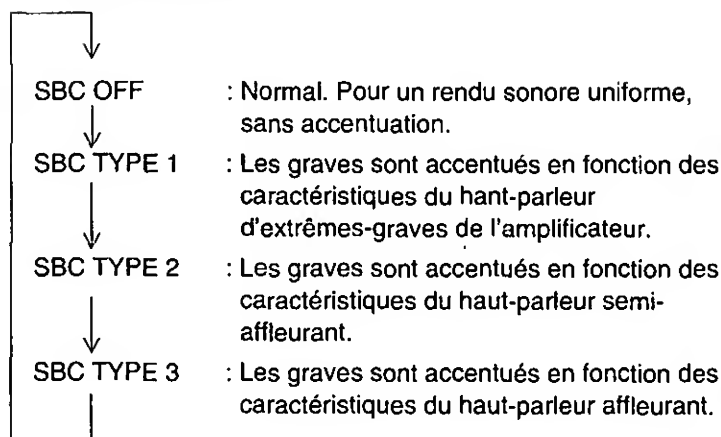 SBC OFF : Normal. Pour un rendu sonore uniforme,
sans accentuation.
SBC TYPE 1 : Les graves sont accentués en fonction des
caractéristiques du hant-parleur
d'extrêmes-graves de l'amplificateur.
SBC TYPE 2 : Les graves sont accentués en fonction des
caractéristiques du haut-parleur semi-
affleurant.
SBC TYPE 3 : Les graves sont accentués en fonction des
caractéristiques du haut-parleur affleurant.